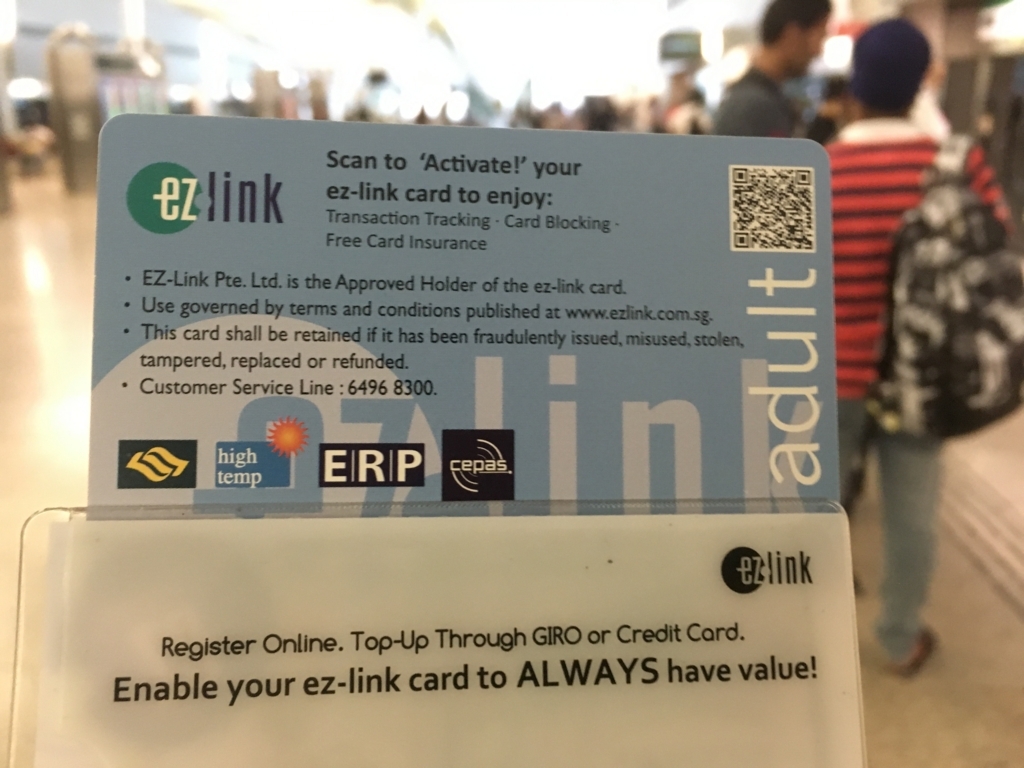 ez link
Scan to 'Activate!' your
ez-link card to enjoy:
Transaction Tracking · Card Blocking ·
Free Card Insurance
• EZ-Link Pte. Ltd. is the Approved Holder of the ez-link card.
• Use governed by terms and conditions published at www.ezlink.com.sg.
• This card shall be retained if it has been fraudulently issued, misused, stolen,
tampered, replaced or refunded.
• Customer Service Line : 6496 8300.
adult
ez link
high
temp
ERP
cepas
ez link
Register Online. Top-Up Through GIRO or Credit Card.
Enable your ez-link card to ALWAYS have value!